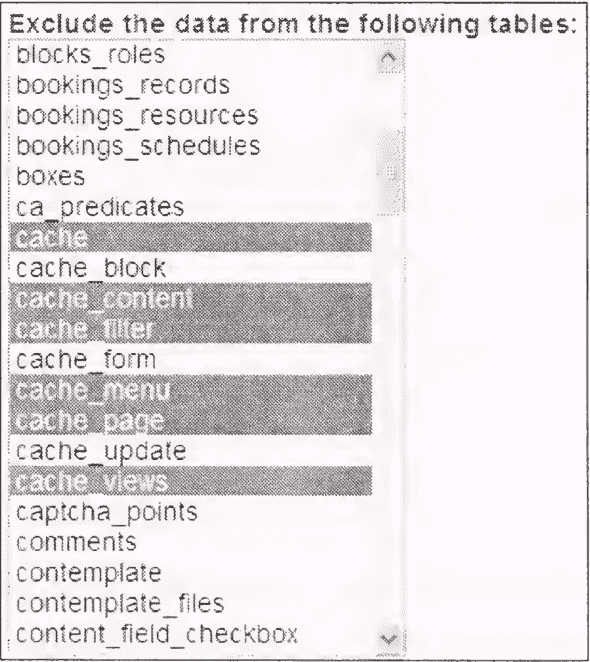 Exclude the data from the following tables:
blocks_roles
bookings_records
bookings_resources
bookings_schedules
boxes
ca_predicates
cache
cache_block
cache_content
cache_filter
cache_form
cache_menu
cache_page
cache_update
cache_views
captcha_points
comments
contemplate
contemplate_files
content_field_checkbox